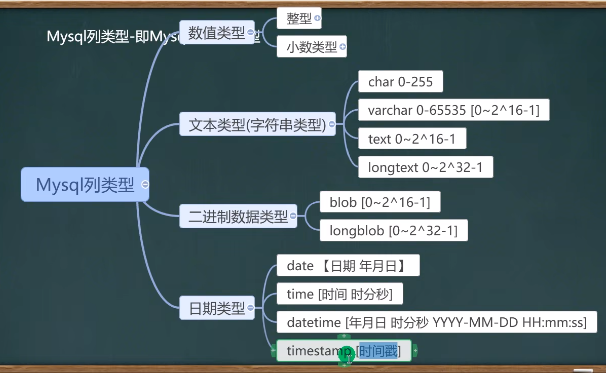 Mysql列类型-即Mysq
型
数值类型
整型
小数类型
文本类型(字符串类型)
char 0-255
varchar 0-65535 [0~2^16-1]
text 0~2^16-1
longtext 0~2^32-1
Mysql列类型
二进制数据类型
blob [0~2^16-1]
longblob [0~2^32-1]
日期类型
date 【日期 年月日】
time [时间 时分秒]
datetime [年月日 时分秒 YYYY-MM-DD HH:mm:ss]
timestamp [时间戳]